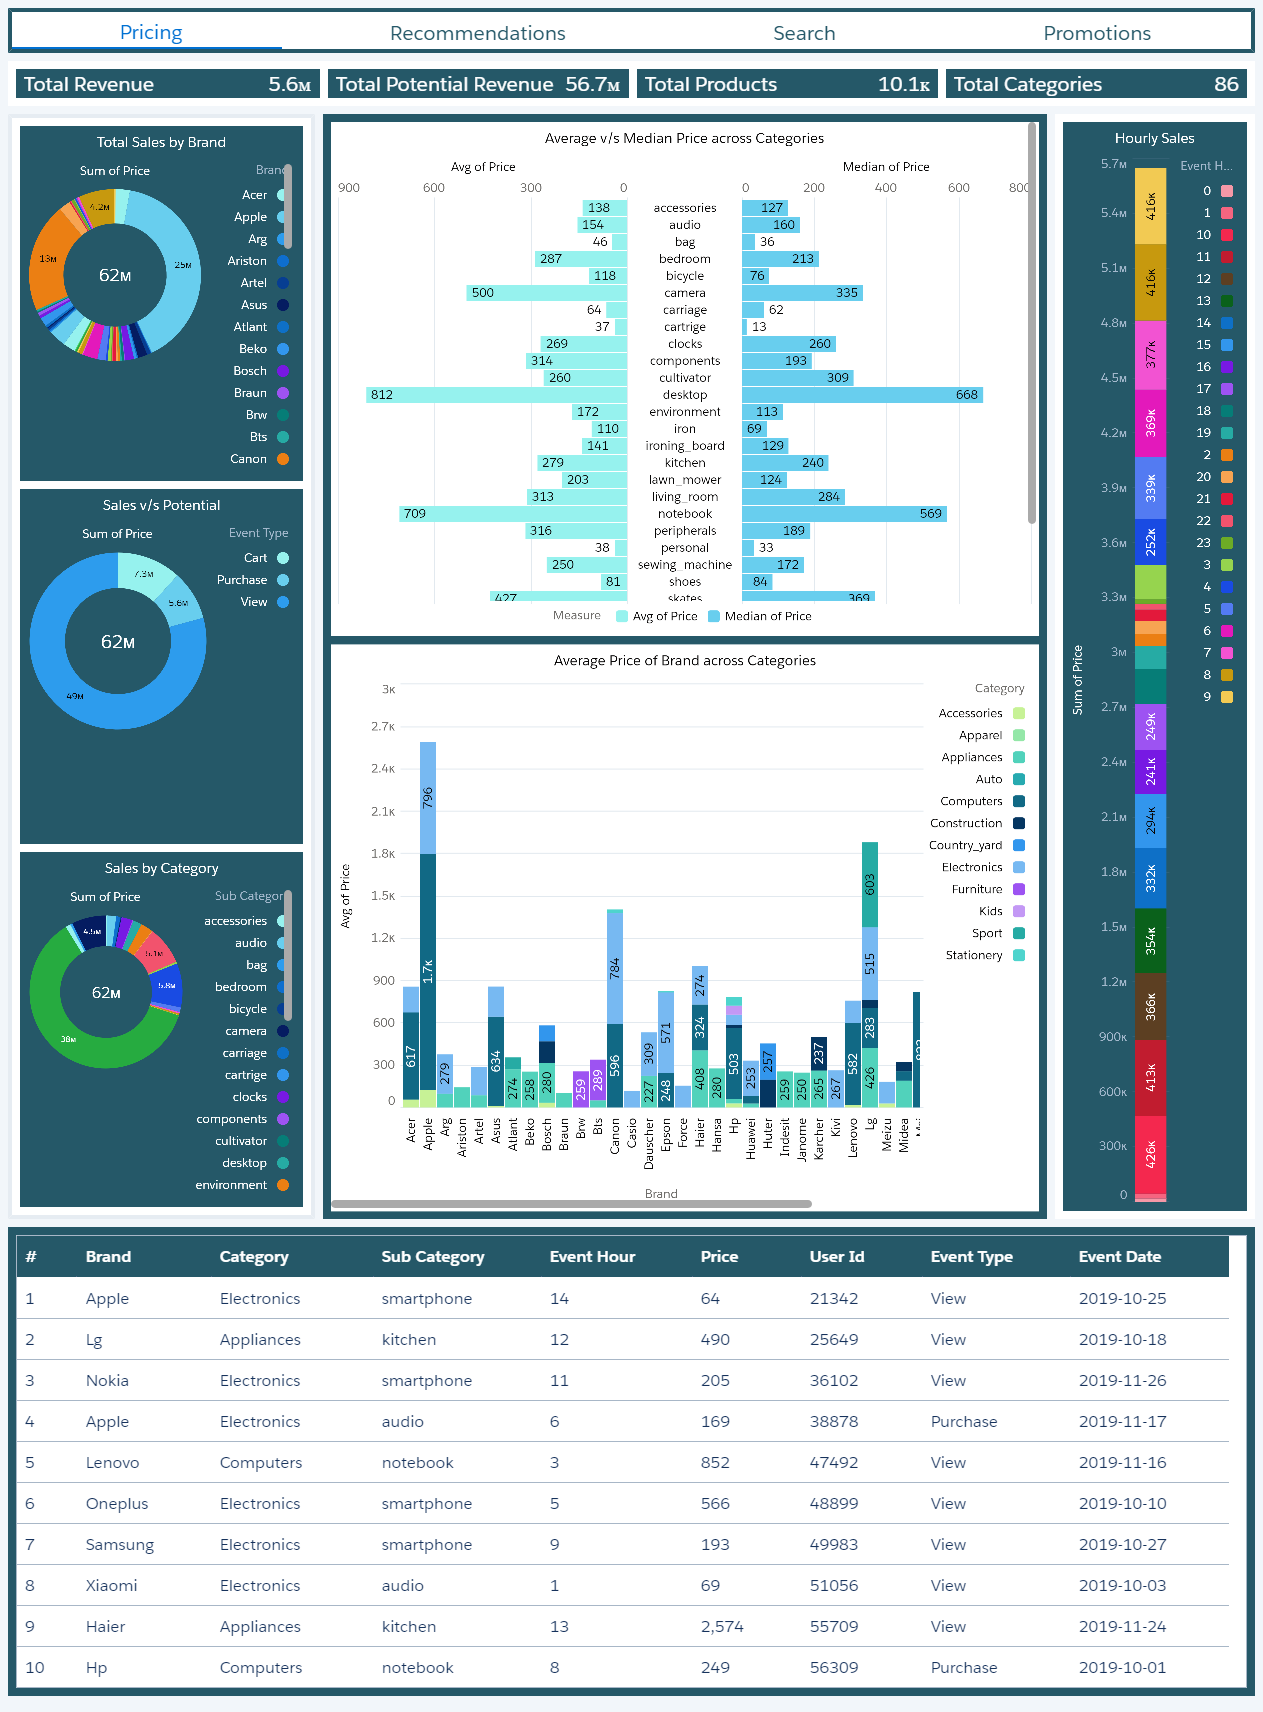 Pricing Recommendations Search Promotions
Total Revenue 5.6M Total Potential Revenue 56.7M Total Products 10.1K Total Categories 86
Total Sales by Brand
Sum of Price Brand
Acer
Apple
Arg
Ariston
Artel
Asus
Atlant
Beko
Bosch
Braun
Brw
Bts
Canon
4.2M
13M
25M
62M
Sales v/s Potential
Sum of Price Event Type
Cart
Purchase
View
7.3M
5.6M
62M
49M
Sales by Category
Sum of Price Sub Categor
accessories
audio
bag
bedroom
bicycle
camera
carriage
cartrige
clocks
components
cultivator
desktop
environment
4.5M
5.1M
5.8M
62M
38M
Average v/s Median Price across Categories
Avg of Price Median of Price
900 600 300 0 0 200 400 600 800
138 accessories 127
154 audio 160
46 bag 36
287 bedroom 213
118 bicycle 76
500 camera 335
64 carriage 62
37 cartrige 13
269 clocks 260
314 components 193
260 cultivator 309
812 desktop 668
172 environment 113
110 iron 69
141 ironing_board 129
279 kitchen 240
203 lawn_mower 124
313 living_room 284
709 notebook 569
316 peripherals 189
38 personal 33
250 sewing_machine 172
81 shoes 84
427 skates 369
Measure Avg of Price Median of Price
Average Price of Brand across Categories
Avg of Price
3K
2.7K
2.4K
2.1K
1.8K
1.5K
1.2K
900
600
300
0
617
1.7K 796
279
634
274
258
280
259
289
596 784
227 309
248 571
408 324 274
280
503
253
257
259
250
265 237
267
582
426 283 515 603
Acer Apple Arg Ariston Artel Asus Atlant Beko Bosch Braun Brw Bts Canon Casio Dauscher Epson Force Haier Hansa Hp Huawei Huter Indesit Janome Karcher Kivi Lenovo Lg Meizu Midea
Brand
Category
Accessories
Apparel
Appliances
Auto
Computers
Construction
Country_yard
Electronics
Furniture
Kids
Sport
Stationery
Hourly Sales
Sum of Price
5.7M
5.4M
5.1M
4.8M
4.5M
4.2M
3.9M
3.6M
3.3M
3M
2.7M
2.4M
2.1M
1.8M
1.5M
1.2M
900K
600K
300K
0
416K
416K
377K
369K
339K
252K
249K
241K
294K
332K
354K
366K
413K
426K
Event H...
0
1
10
11
12
13
14
15
16
17
18
19
2
20
21
22
23
3
4
5
6
7
8
9
# Brand Category Sub Category Event Hour Price User Id Event Type Event Date
1 Apple Electronics smartphone 14 64 21342 View 2019-10-25
2 Lg Appliances kitchen 12 490 25649 View 2019-10-18
3 Nokia Electronics smartphone 11 205 36102 View 2019-11-26
4 Apple Electronics audio 6 169 38878 Purchase 2019-11-17
5 Lenovo Computers notebook 3 852 47492 View 2019-11-16
6 Oneplus Electronics smartphone 5 566 48899 View 2019-10-10
7 Samsung Electronics smartphone 9 193 49983 View 2019-10-27
8 Xiaomi Electronics audio 1 69 51056 View 2019-10-03
9 Haier Appliances kitchen 13 2,574 55709 View 2019-11-24
10 Hp Computers notebook 8 249 56309 Purchase 2019-10-01